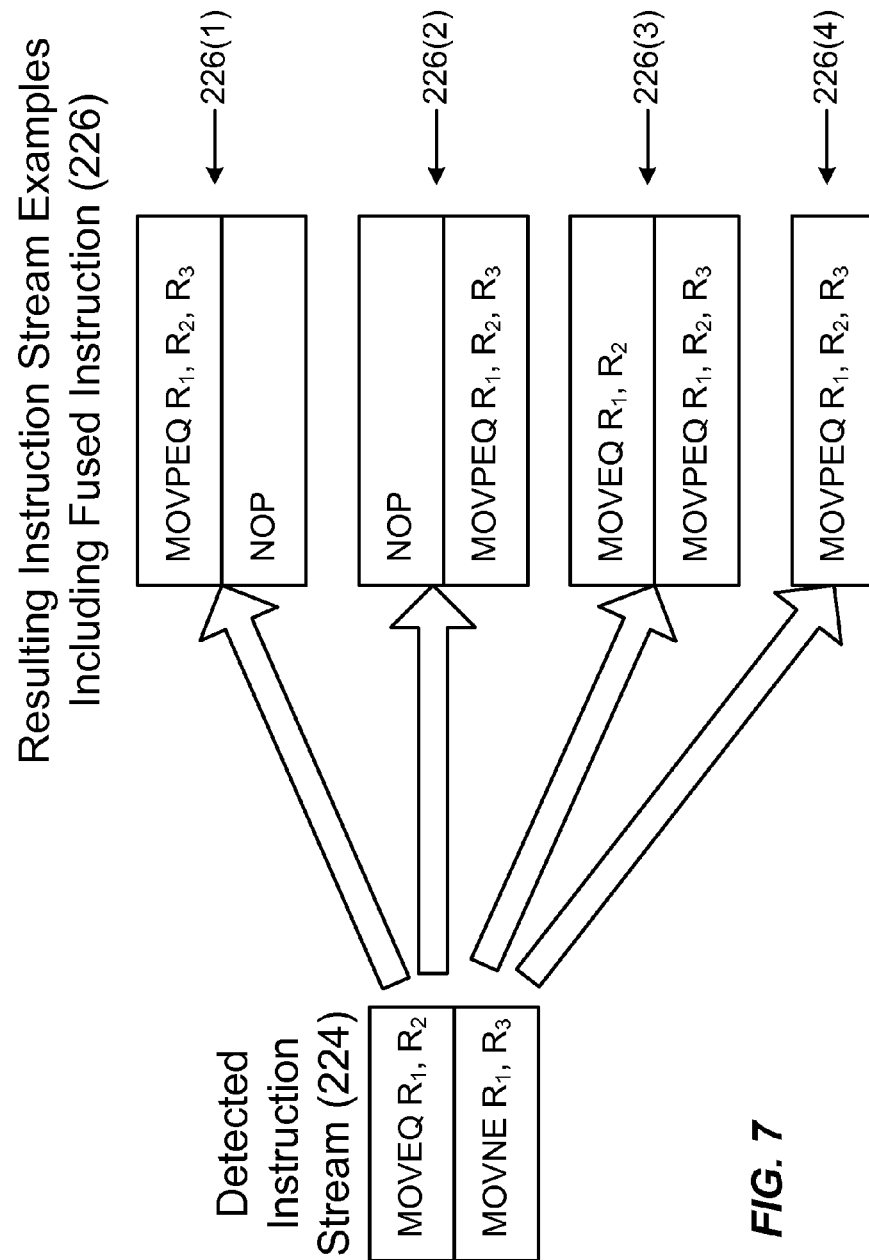 Resulting Instruction Stream Examples
Including Fused Instruction (226)
Detected
Instruction
Stream (224)
MOVEQ R₁, R₂
MOVNE R₁, R₃
MOVPEQ R₁, R₂, R₃
NOP
226(1)
NOP
MOVPEQ R₁, R₂, R₃
226(2)
MOVEQ R₁, R₂
MOVPEQ R₁, R₂, R₃
226(3)
MOVPEQ R₁, R₂, R₃
226(4)
FIG. 7